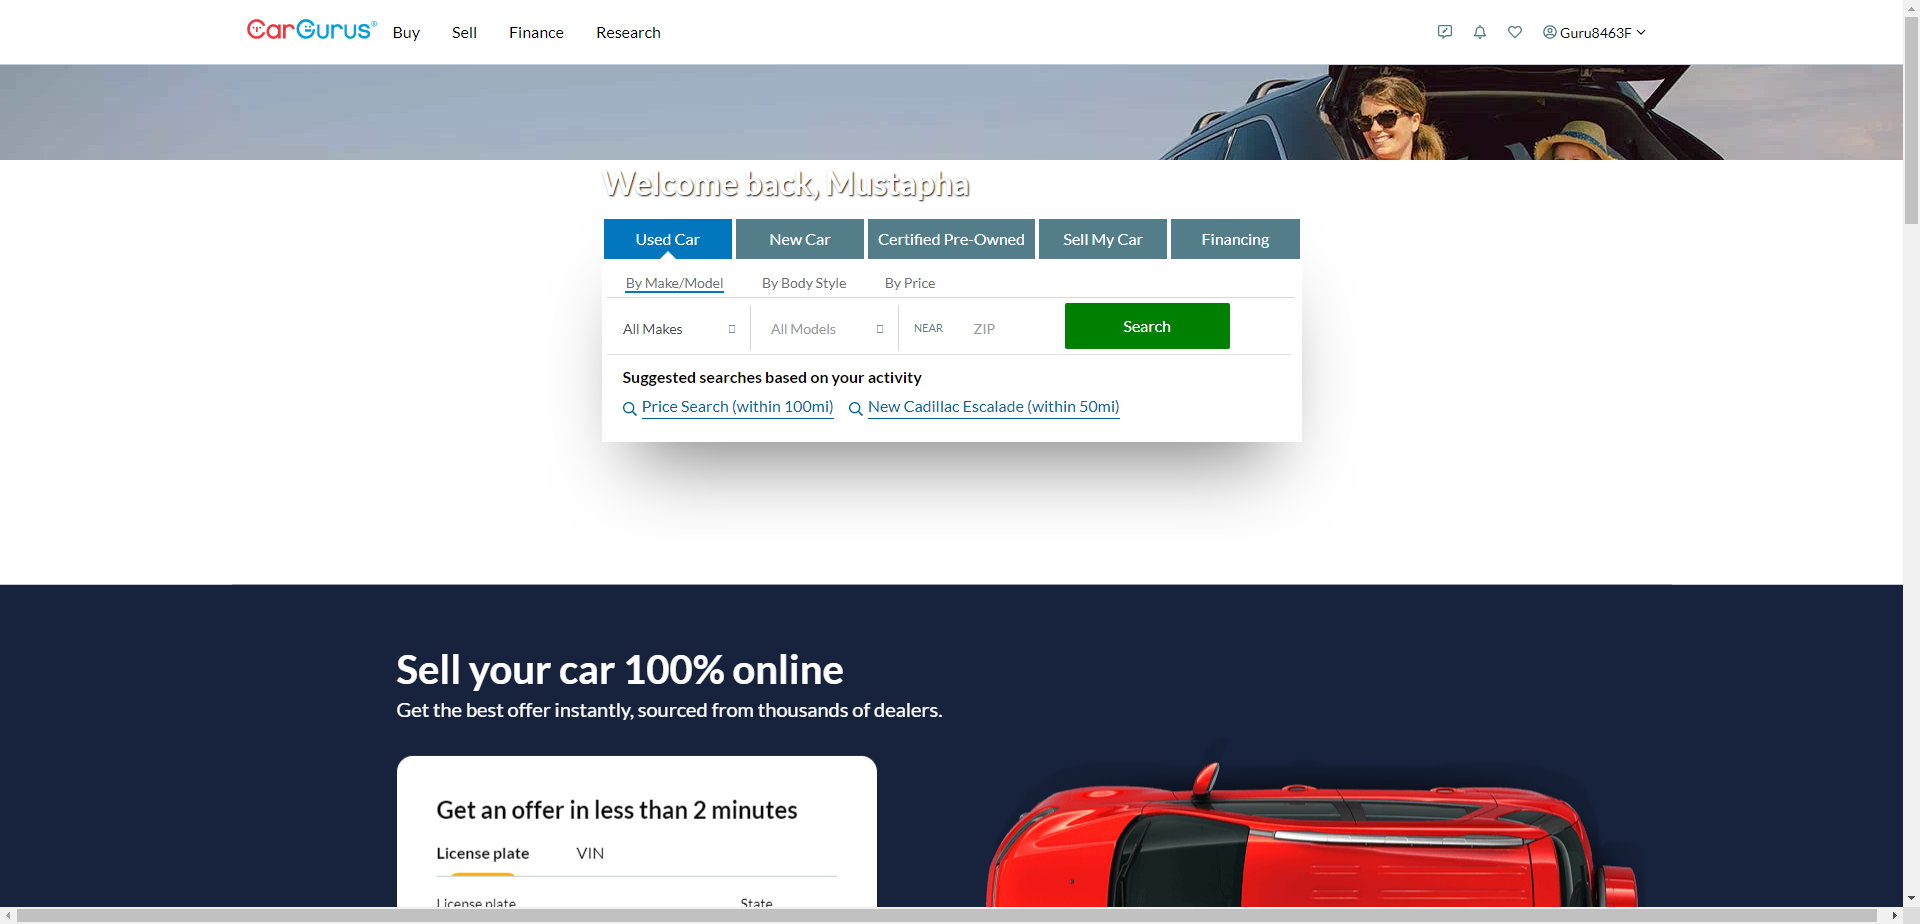 CarGurus® Buy Sell Finance Research Guru8463F
Welcome back, Mustapha
Used Car New Car Certified Pre-Owned Sell My Car Financing
By Make/Model By Body Style By Price
All Makes All Models NEAR ZIP Search
Suggested searches based on your activity
Price Search (within 100mi) New Cadillac Escalade (within 50mi)
Sell your car 100% online
Get the best offer instantly, sourced from thousands of dealers.
Get an offer in less than 2 minutes
License plate VIN
License plate State